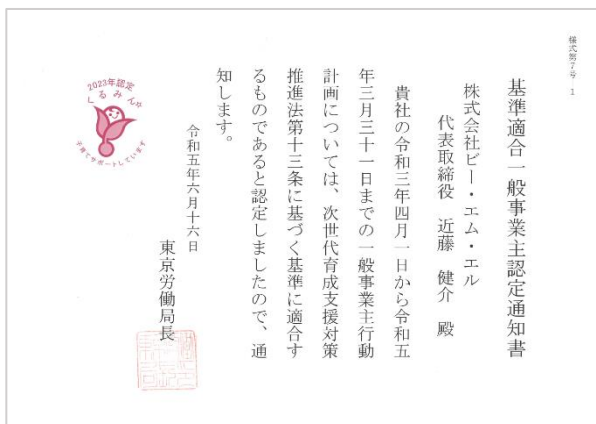 様式第7号 1
基準適合一般事業主認定通知書
株式会社ビー・エム・エル
代表取締役 近藤 健介 殿
貴社の令和三年四月一日から令和五
年三月三十一日までの一般事業主行動
計画については、次世代育成支援対策
推進法第十三条に基づく基準に適合す
るものであると認定しましたので、通
知します。
令和五年六月十六日
東京労働局長
2023年認定
くるみん
子育てサポートしています